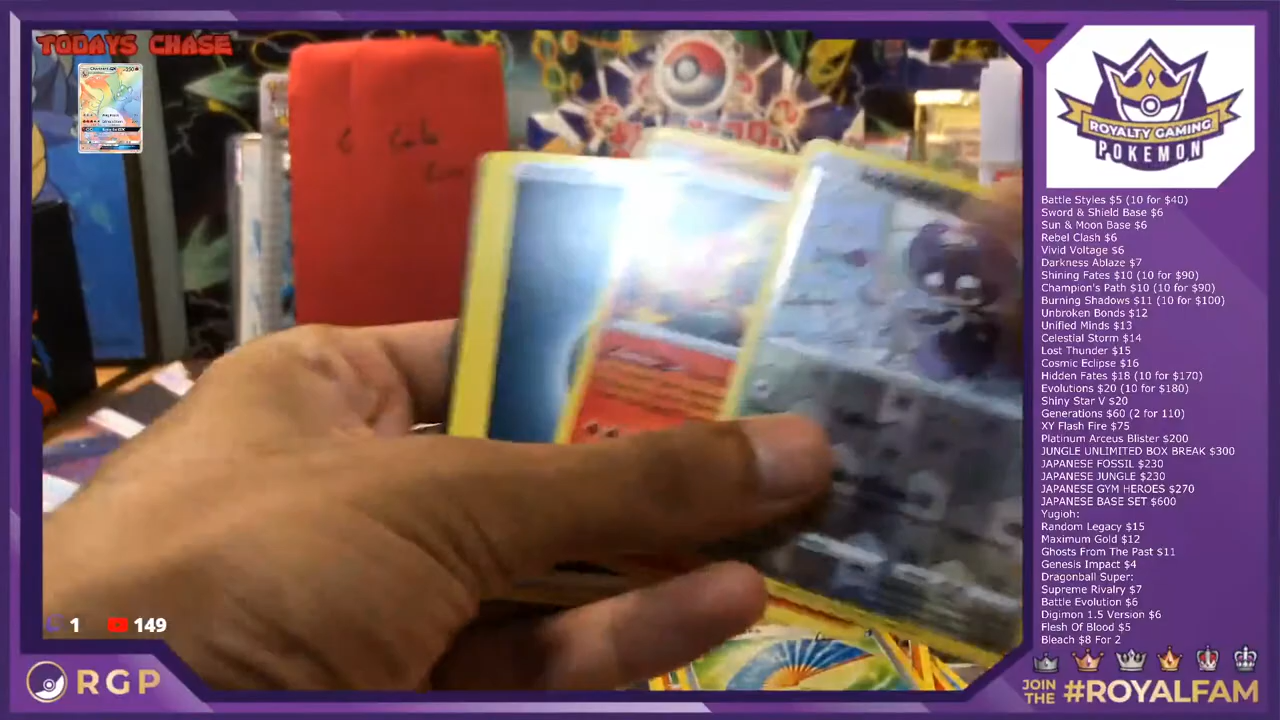 TODAYS CHASE
ROYALTY GAMING
POKEMON
Battle Styles $5 (10 for $40)
Sword & Shield Base $6
Sun & Moon Base $6
Rebel Clash $6
Vivid Voltage $6
Darkness Ablaze $7
Shining Fates $10 (10 for $90)
Champion's Path $10 (10 for $90)
Burning Shadows $11 (10 for $100)
Unbroken Bonds $12
Unified Minds $13
Celestial Storm $14
Lost Thunder $15
Cosmic Eclipse $16
Hidden Fates $18 (10 for $170)
Evolutions $20 (10 for $180)
Shiny Star V $20
Generations $60 (2 for 110)
XY Flash Fire $75
Platinum Arceus Blister $200
JUNGLE UNLIMITED BOX BREAK $300
JAPANESE FOSSIL $230
JAPANESE JUNGLE $230
JAPANESE GYM HEROES $270
JAPANESE BASE SET $600
Yugioh:
Random Legacy $15
Maximum Gold $12
Ghosts From The Past $11
Genesis Impact $4
Dragonball Super:
Supreme Rivalry $7
Battle Evolution $6
Digimon 1.5 Version $6
Flesh Of Blood $5
Bleach $8 For 2
1 149
RGP
JOIN THE #ROYALFAM